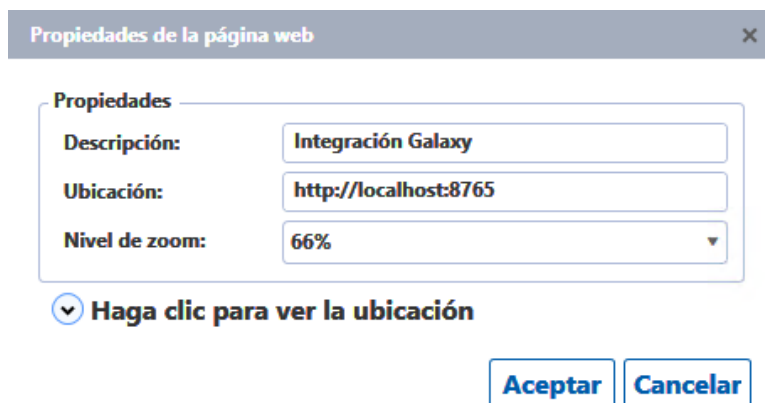 Propiedades de la página web
Propiedades
Descripción: Integración Galaxy
Ubicación: http://localhost:8765
Nivel de zoom: 66%
Haga clic para ver la ubicación
Aceptar Cancelar